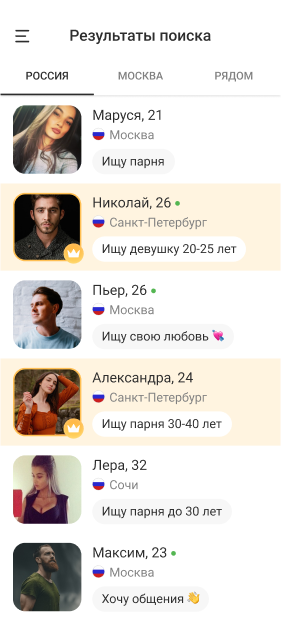 Результаты поиска
РОССИЯ МОСКВА РЯДОМ
Маруся, 21
Москва
Ищу парня
Николай, 26
Санкт-Петербург
Ищу девушку 20-25 лет
Пьер, 26
Москва
Ищу свою любовь 💘
Александра, 24
Санкт-Петербург
Ищу парня 30-40 лет
Лера, 32
Сочи
Ищу парня до 30 лет
Максим, 23
Москва
Хочу общения 👋